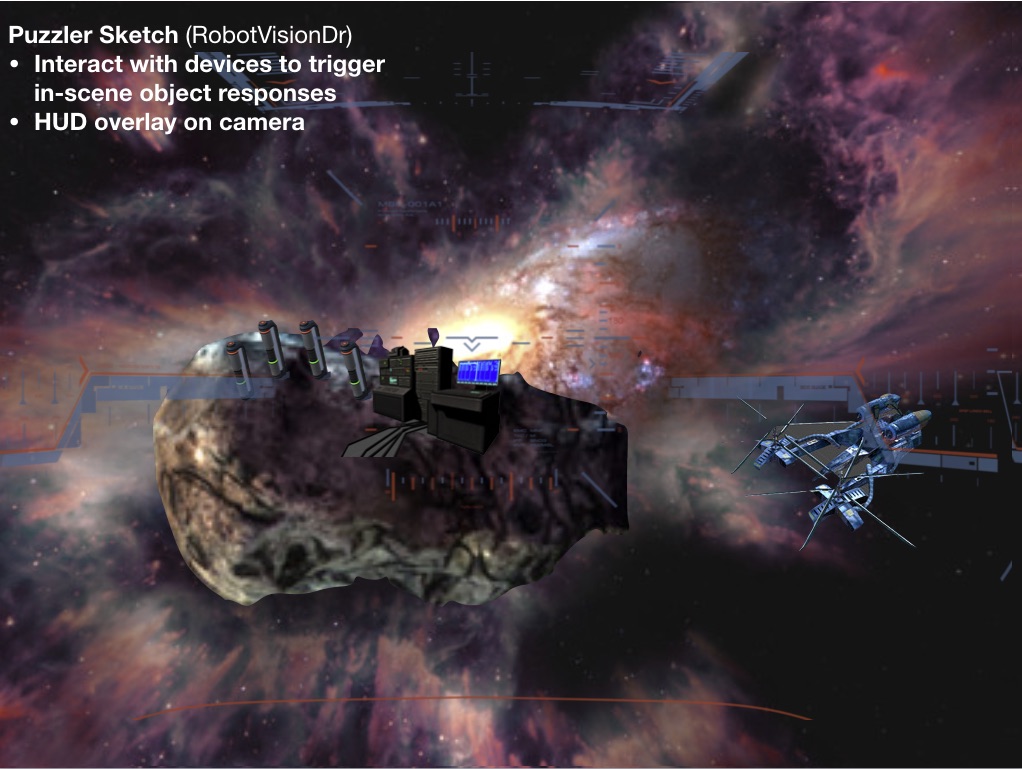 Puzzler Sketch (RobotVisionDr)
• Interact with devices to trigger
in-scene object responses
• HUD overlay on camera